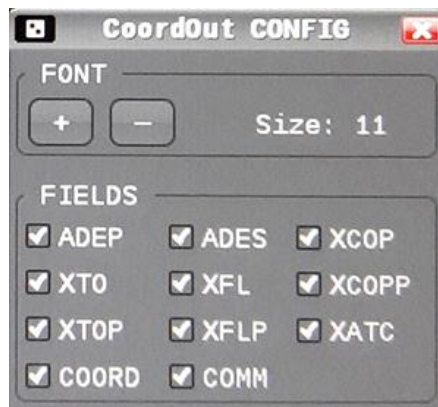 CoordOut CONFIG
FONT
+ − Size: 11
FIELDS
ADEP ADES XCOP
XTO XFL XCOPP
XTOP XFLP XATC
COORD COMM